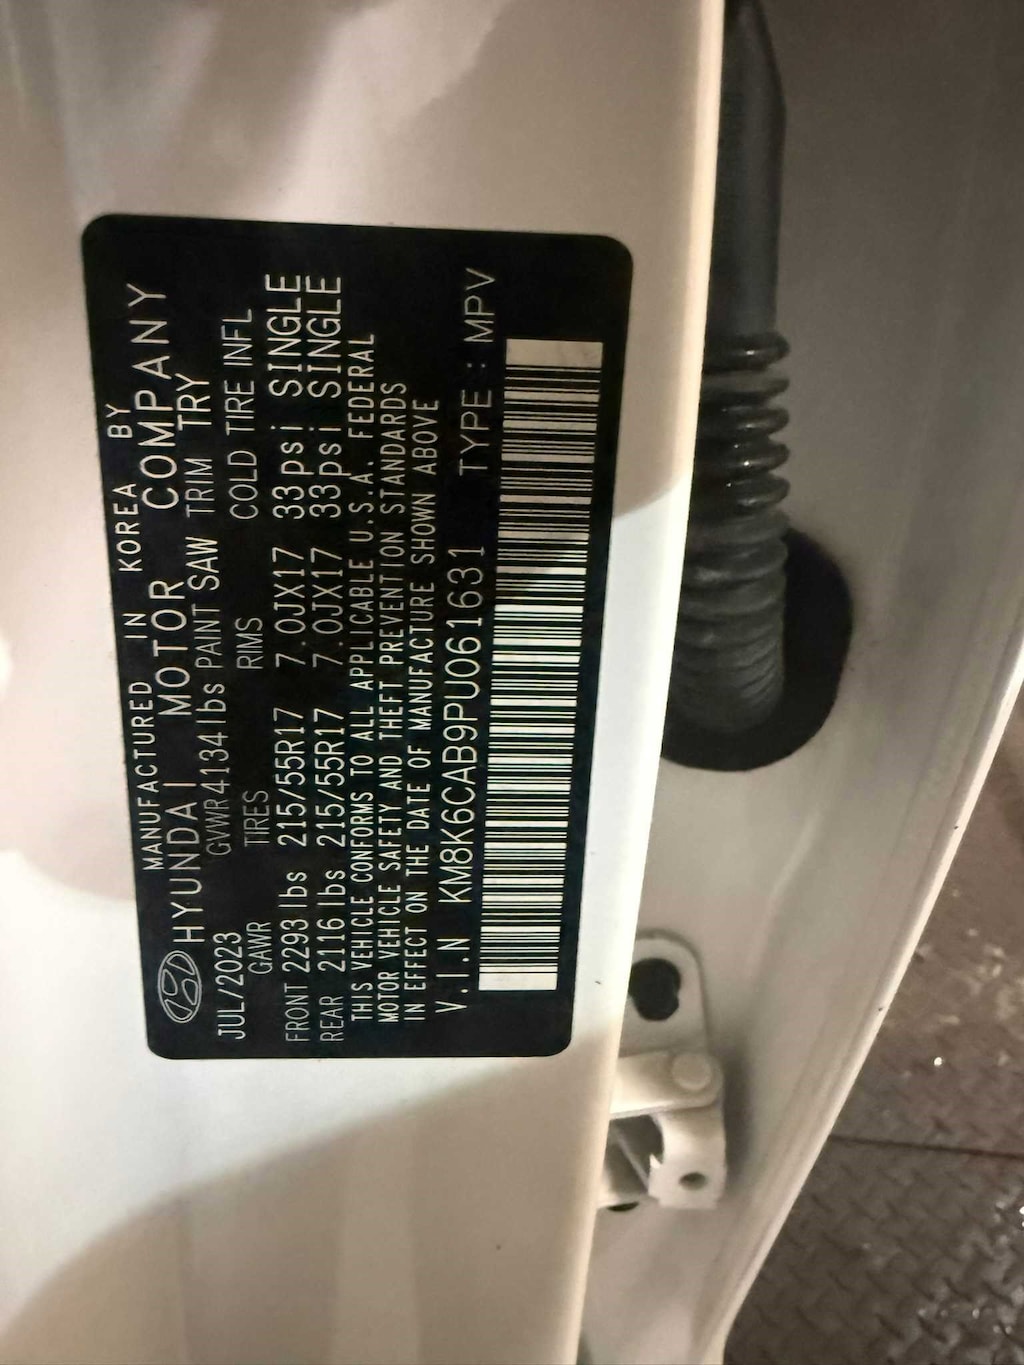 MANUFACTURED IN KOREA BY
HYUNDAI MOTOR COMPANY
JUL/2023 GVWR4134lbs PAINT SAW TRIM TRY
GAWR TIRES RIMS COLD TIRE INFL
FRONT 2293 lbs 215/55R17 7.0JX17 33psi SINGLE
REAR 2116 lbs 215/55R17 7.0JX17 33psi SINGLE
THIS VEHICLE CONFORMS TO ALL APPLICABLE U.S.A. FEDERAL
MOTOR VEHICLE SAFETY AND THEFT PREVENTION STANDARDS
IN EFFECT ON THE DATE OF MANUFACTURE SHOWN ABOVE
V.I.N KM8K6CAB9PU061631 TYPE : MPV